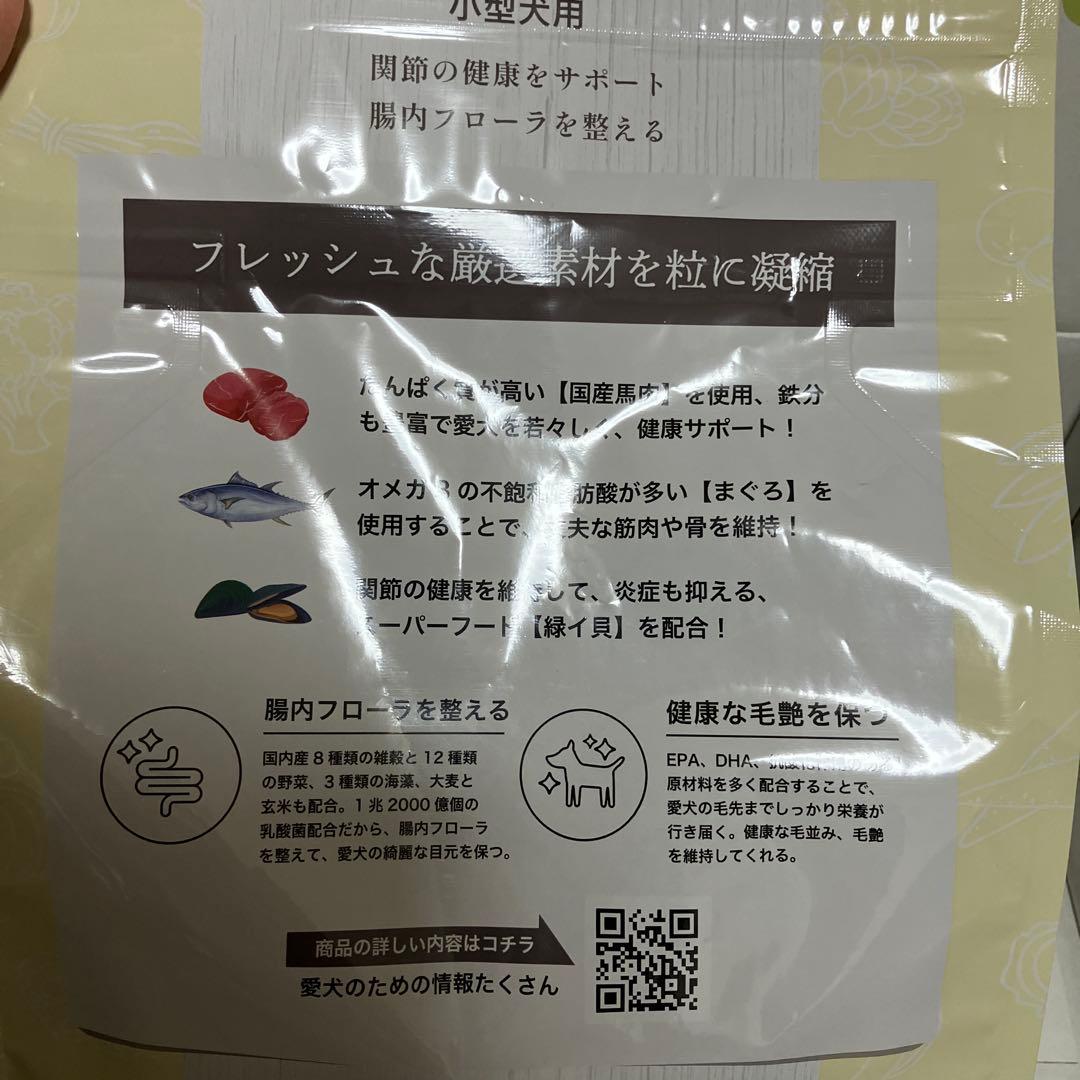 小型犬用
関節の健康をサポート
腸内フローラを整える
フレッシュな厳選素材を粒に凝縮
たんぱく質が高い【国産馬肉】を使用、鉄分
も豊富で愛犬を若々しく、健康サポート！
オメガ3の不飽和脂肪酸が多い【まぐろ】を
使用することで、丈夫な筋肉や骨を維持！
関節の健康を維持して、炎症も抑える、
スーパーフード【緑イ貝】を配合！
腸内フローラを整える
国内産8種類の雑穀と12種類
の野菜、3種類の海藻、大麦と
玄米も配合。1兆2000億個の
乳酸菌配合だから、腸内フローラ
を整えて、愛犬の綺麗な目元を保つ。
健康な毛艶を保つ
EPA、DHA、
原材料を多く配合することで、
愛犬の毛先までしっかり栄養が
行き届く。健康な毛並み、毛艶
を維持してくれる。
商品の詳しい内容はコチラ
愛犬のための情報たくさん